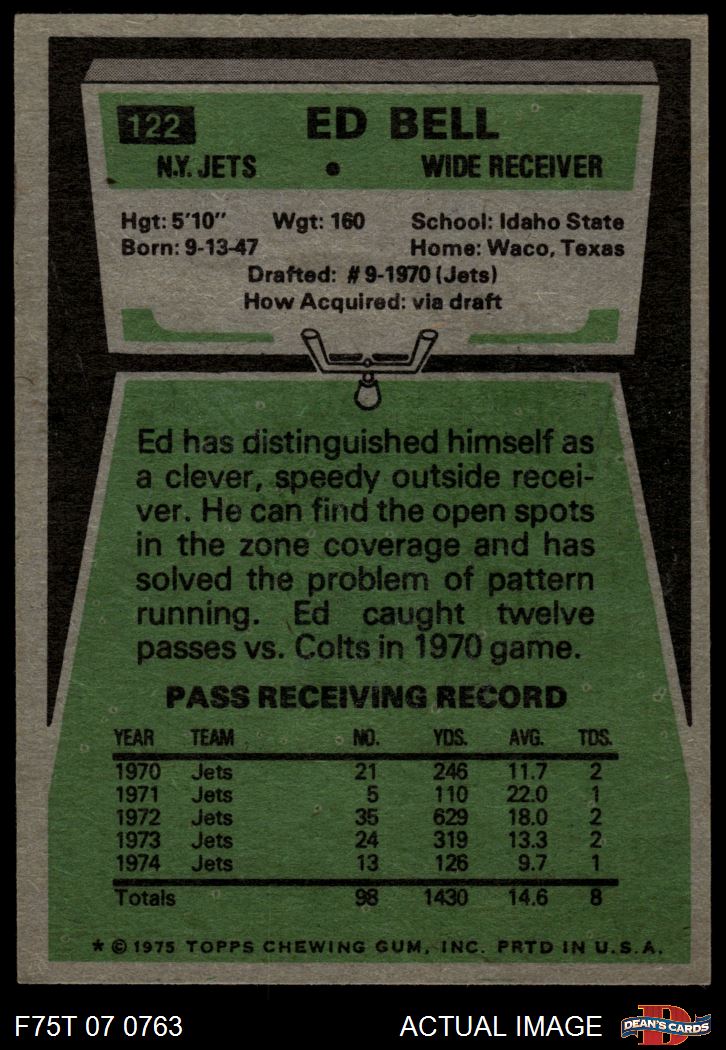 122 ED BELL
N.Y. JETS • WIDE RECEIVER
Hgt: 5'10" Wgt: 160 School: Idaho State
Born: 9-13-47 Home: Waco, Texas
Drafted: #9-1970 (Jets)
How Acquired: via draft
Ed has distinguished himself as
a clever, speedy outside recei-
ver. He can find the open spots
in the zone coverage and has
solved the problem of pattern
running. Ed caught twelve
passes vs. Colts in 1970 game.
PASS RECEIVING RECORD
YEAR TEAM NO. YDS. AVG. TDS.
1970 Jets 21 246 11.7 2
1971 Jets 5 110 22.0 1
1972 Jets 35 629 18.0 2
1973 Jets 24 319 13.3 2
1974 Jets 13 126 9.7 1
Totals 98 1430 14.6 8
* © 1975 TOPPS CHEWING GUM, INC. PRTD IN U.S.A.
F75T 07 0763 ACTUAL IMAGE D DEAN'S CARDS